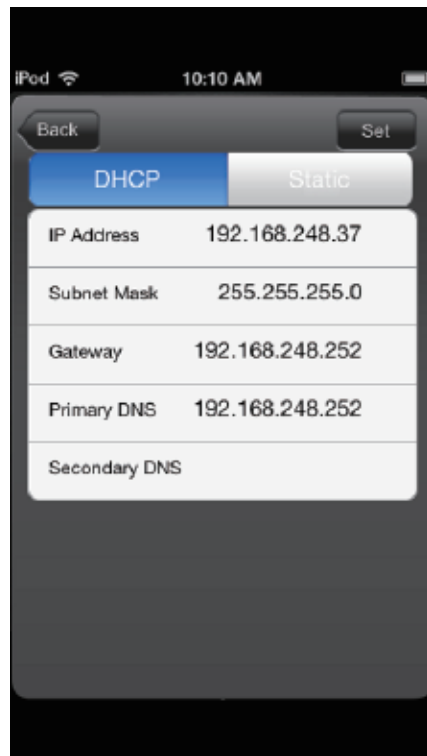 iPod 10:10 AM
Back Set
DHCP Static
IP Address 192.168.248.37
Subnet Mask 255.255.255.0
Gateway 192.168.248.252
Primary DNS 192.168.248.252
Secondary DNS